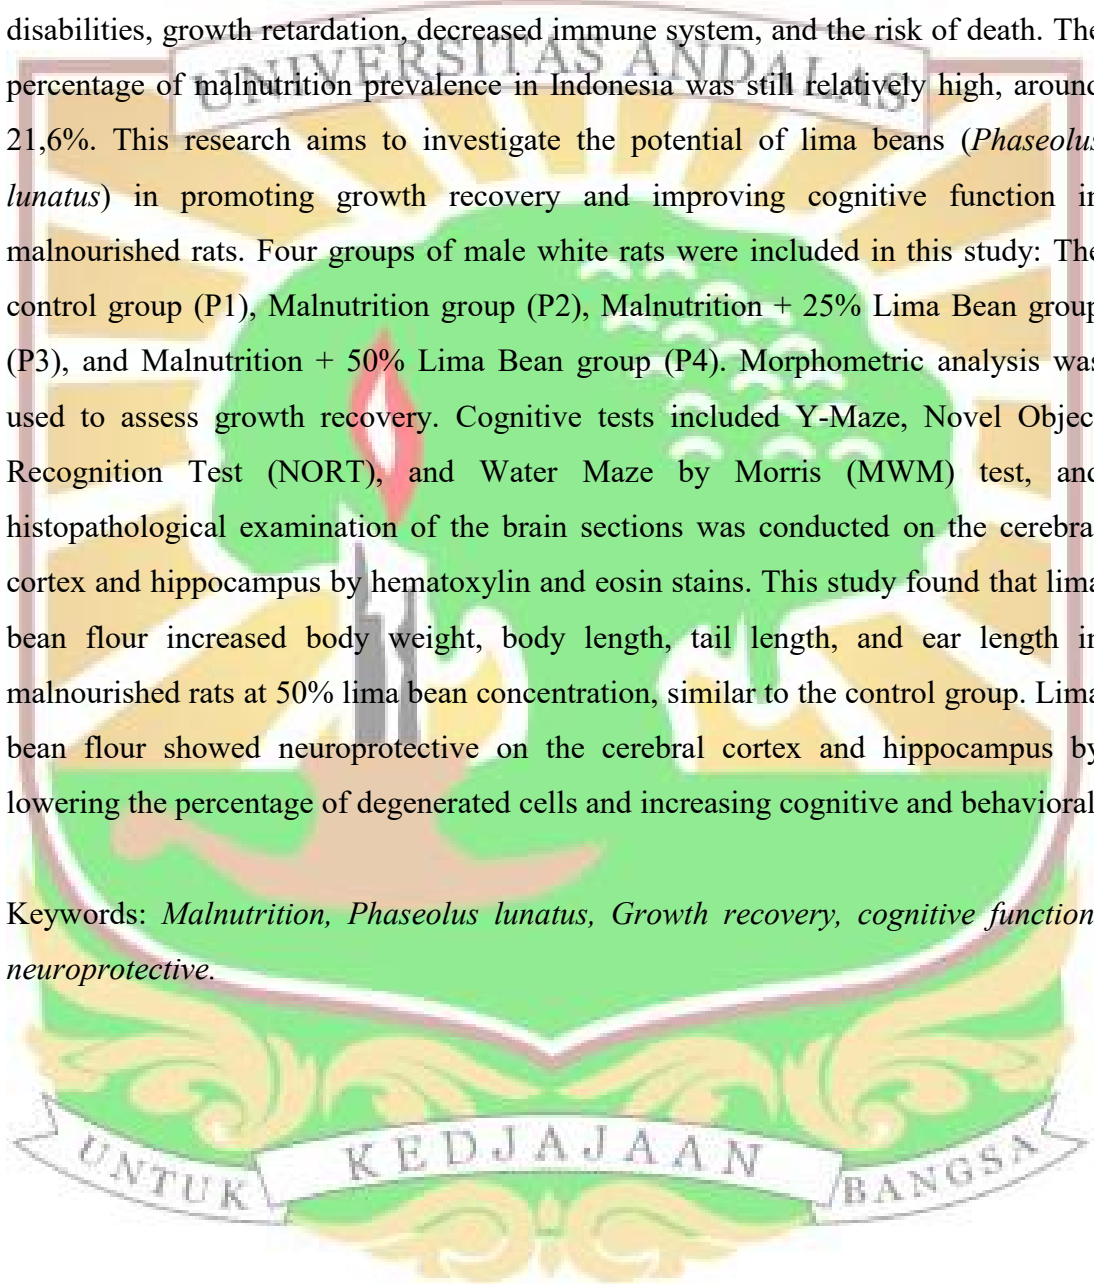 disabilities, growth retardation, decreased immune system, and the risk of death. The
UNIVERSITAS ANDALAS
percentage of malnutrition prevalence in Indonesia was still relatively high, around
21,6%. This research aims to investigate the potential of lima beans (Phaseolus
lunatus) in promoting growth recovery and improving cognitive function in
malnourished rats. Four groups of male white rats were included in this study: The
control group (P1), Malnutrition group (P2), Malnutrition + 25% Lima Bean group
(P3), and Malnutrition + 50% Lima Bean group (P4). Morphometric analysis was
used to assess growth recovery. Cognitive tests included Y-Maze, Novel Objec
Recognition Test (NORT), and Water Maze by Morris (MWM) test, and
histopathological examination of the brain sections was conducted on the cerebra
cortex and hippocampus by hematoxylin and eosin stains. This study found that lima
bean flour increased body weight, body length, tail length, and ear length in
malnourished rats at 50% lima bean concentration, similar to the control group. Lima
bean flour showed neuroprotective on the cerebral cortex and hippocampus by
lowering the percentage of degenerated cells and increasing cognitive and behavioral
Keywords: Malnutrition, Phaseolus lunatus, Growth recovery, cognitive function
neuroprotective.
UNTUK KEDJAJAAN BANGSA